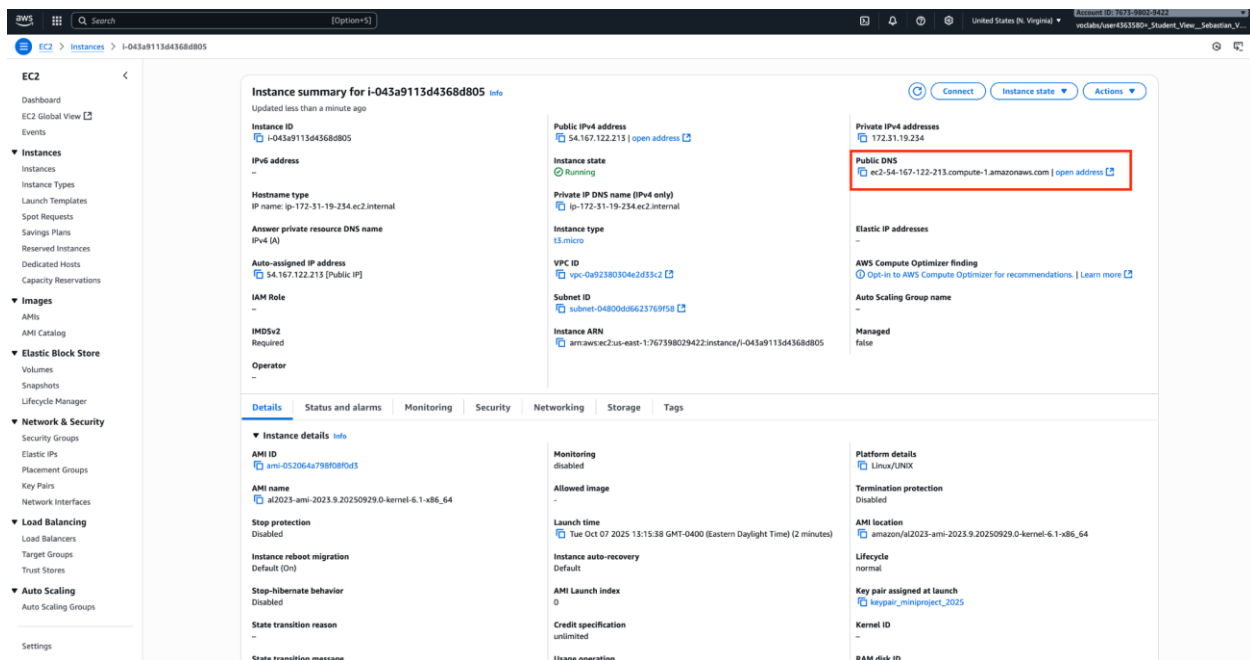 aws
Search
[Option+S]
United States (N. Virginia)
Account ID: 7673-9802-9422
voclabs/user4363580=_Student_View__Sebastian_V...
EC2 > Instances > i-043a9113d4368d805
EC2
Dashboard
EC2 Global View
Events
Instances
Instances
Instance Types
Launch Templates
Spot Requests
Savings Plans
Reserved Instances
Dedicated Hosts
Capacity Reservations
Images
AMIs
AMI Catalog
Elastic Block Store
Volumes
Snapshots
Lifecycle Manager
Network & Security
Security Groups
Elastic IPs
Placement Groups
Key Pairs
Network Interfaces
Load Balancing
Load Balancers
Target Groups
Trust Stores
Auto Scaling
Auto Scaling Groups
Settings
Instance summary for i-043a9113d4368d805 Info
Connect
Instance state
Actions
Updated less than a minute ago
Instance ID
i-043a9113d4368d805
Public IPv4 address
54.167.122.213 | open address
Private IPv4 addresses
172.31.19.234
IPv6 address
–
Instance state
Running
Public DNS
ec2-54-167-122-213.compute-1.amazonaws.com | open address
Hostname type
IP name: ip-172-31-19-234.ec2.internal
Private IP DNS name (IPv4 only)
ip-172-31-19-234.ec2.internal
Answer private resource DNS name
IPv4 (A)
Instance type
t3.micro
Elastic IP addresses
–
Auto-assigned IP address
54.167.122.213 [Public IP]
VPC ID
vpc-0a92380304e2d33c2
AWS Compute Optimizer finding
Opt-in to AWS Compute Optimizer for recommendations. | Learn more
IAM Role
–
Subnet ID
subnet-04800dd6623769f58
Auto Scaling Group name
–
IMDSv2
Required
Instance ARN
arn:aws:ec2:us-east-1:767398029422:instance/i-043a9113d4368d805
Managed
false
Operator
–
Details
Status and alarms
Monitoring
Security
Networking
Storage
Tags
Instance details Info
AMI ID
ami-052064a798f08f0d3
Monitoring
disabled
Platform details
Linux/UNIX
AMI name
al2023-ami-2023.9.20250929.0-kernel-6.1-x86_64
Allowed image
-
Termination protection
Disabled
Stop protection
Disabled
Launch time
Tue Oct 07 2025 13:15:38 GMT-0400 (Eastern Daylight Time) (2 minutes)
AMI location
amazon/al2023-ami-2023.9.20250929.0-kernel-6.1-x86_64
Instance reboot migration
Default (On)
Instance auto-recovery
Default
Lifecycle
normal
Stop-hibernate behavior
Disabled
AMI Launch index
0
Key pair assigned at launch
keypair_miniproject_2025
State transition reason
–
Credit specification
unlimited
Kernel ID
–
State transition message
Usage operation
RAM disk ID